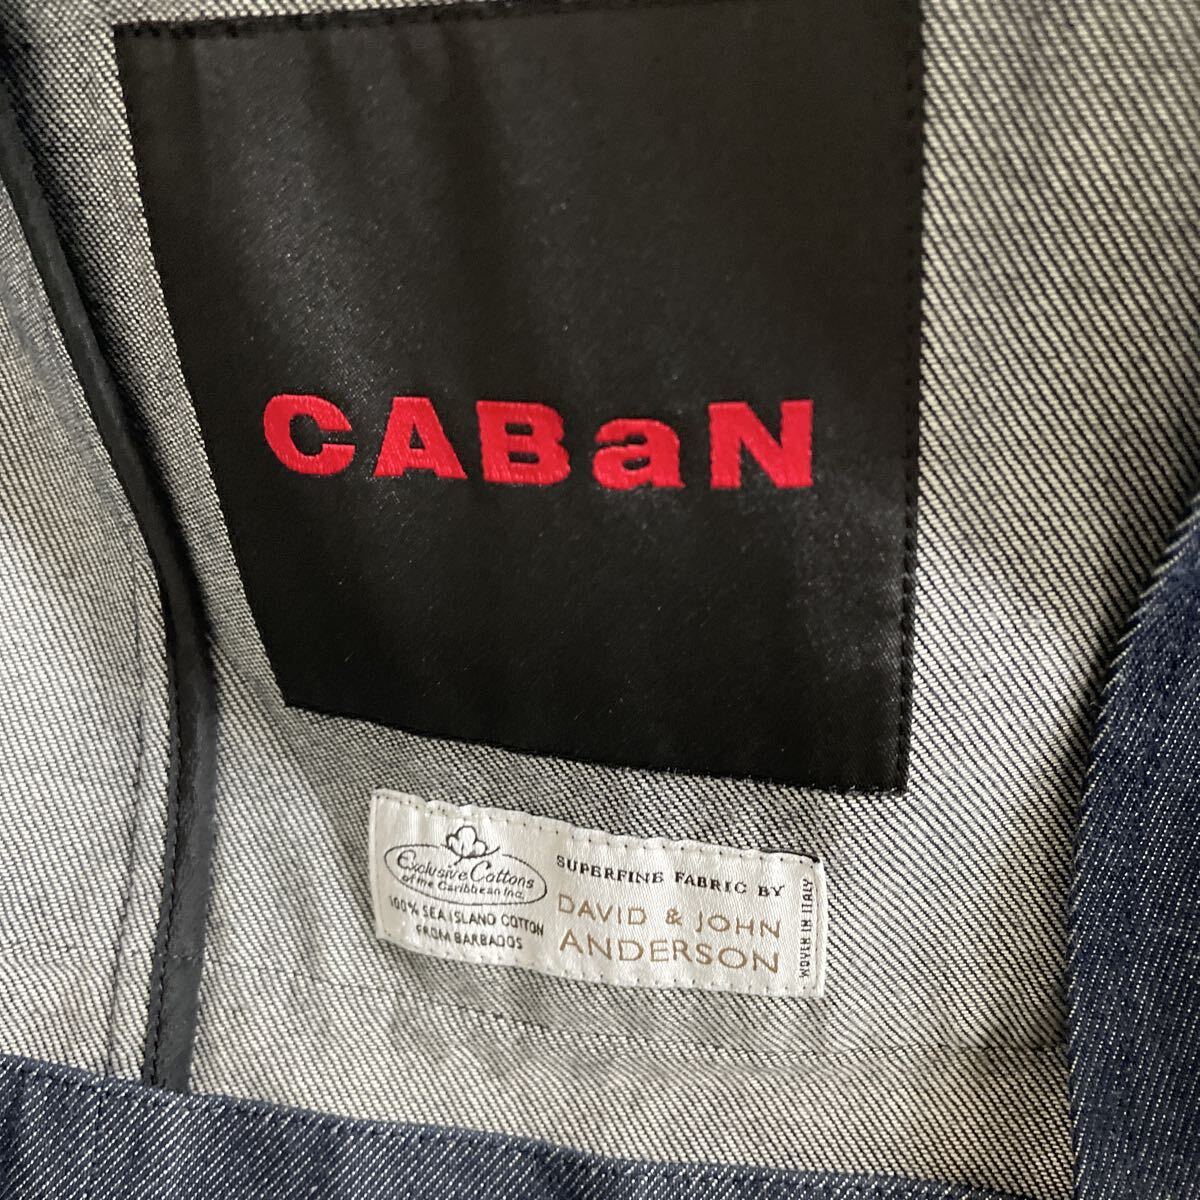 CABaN
Exclusive Cottons
of the Caribbean Inc.
100% SEA ISLAND COTTON
FROM BARBADOS
SUPERFINE FABRIC BY
DAVID & JOHN
ANDERSON
WOVEN IN ITALY